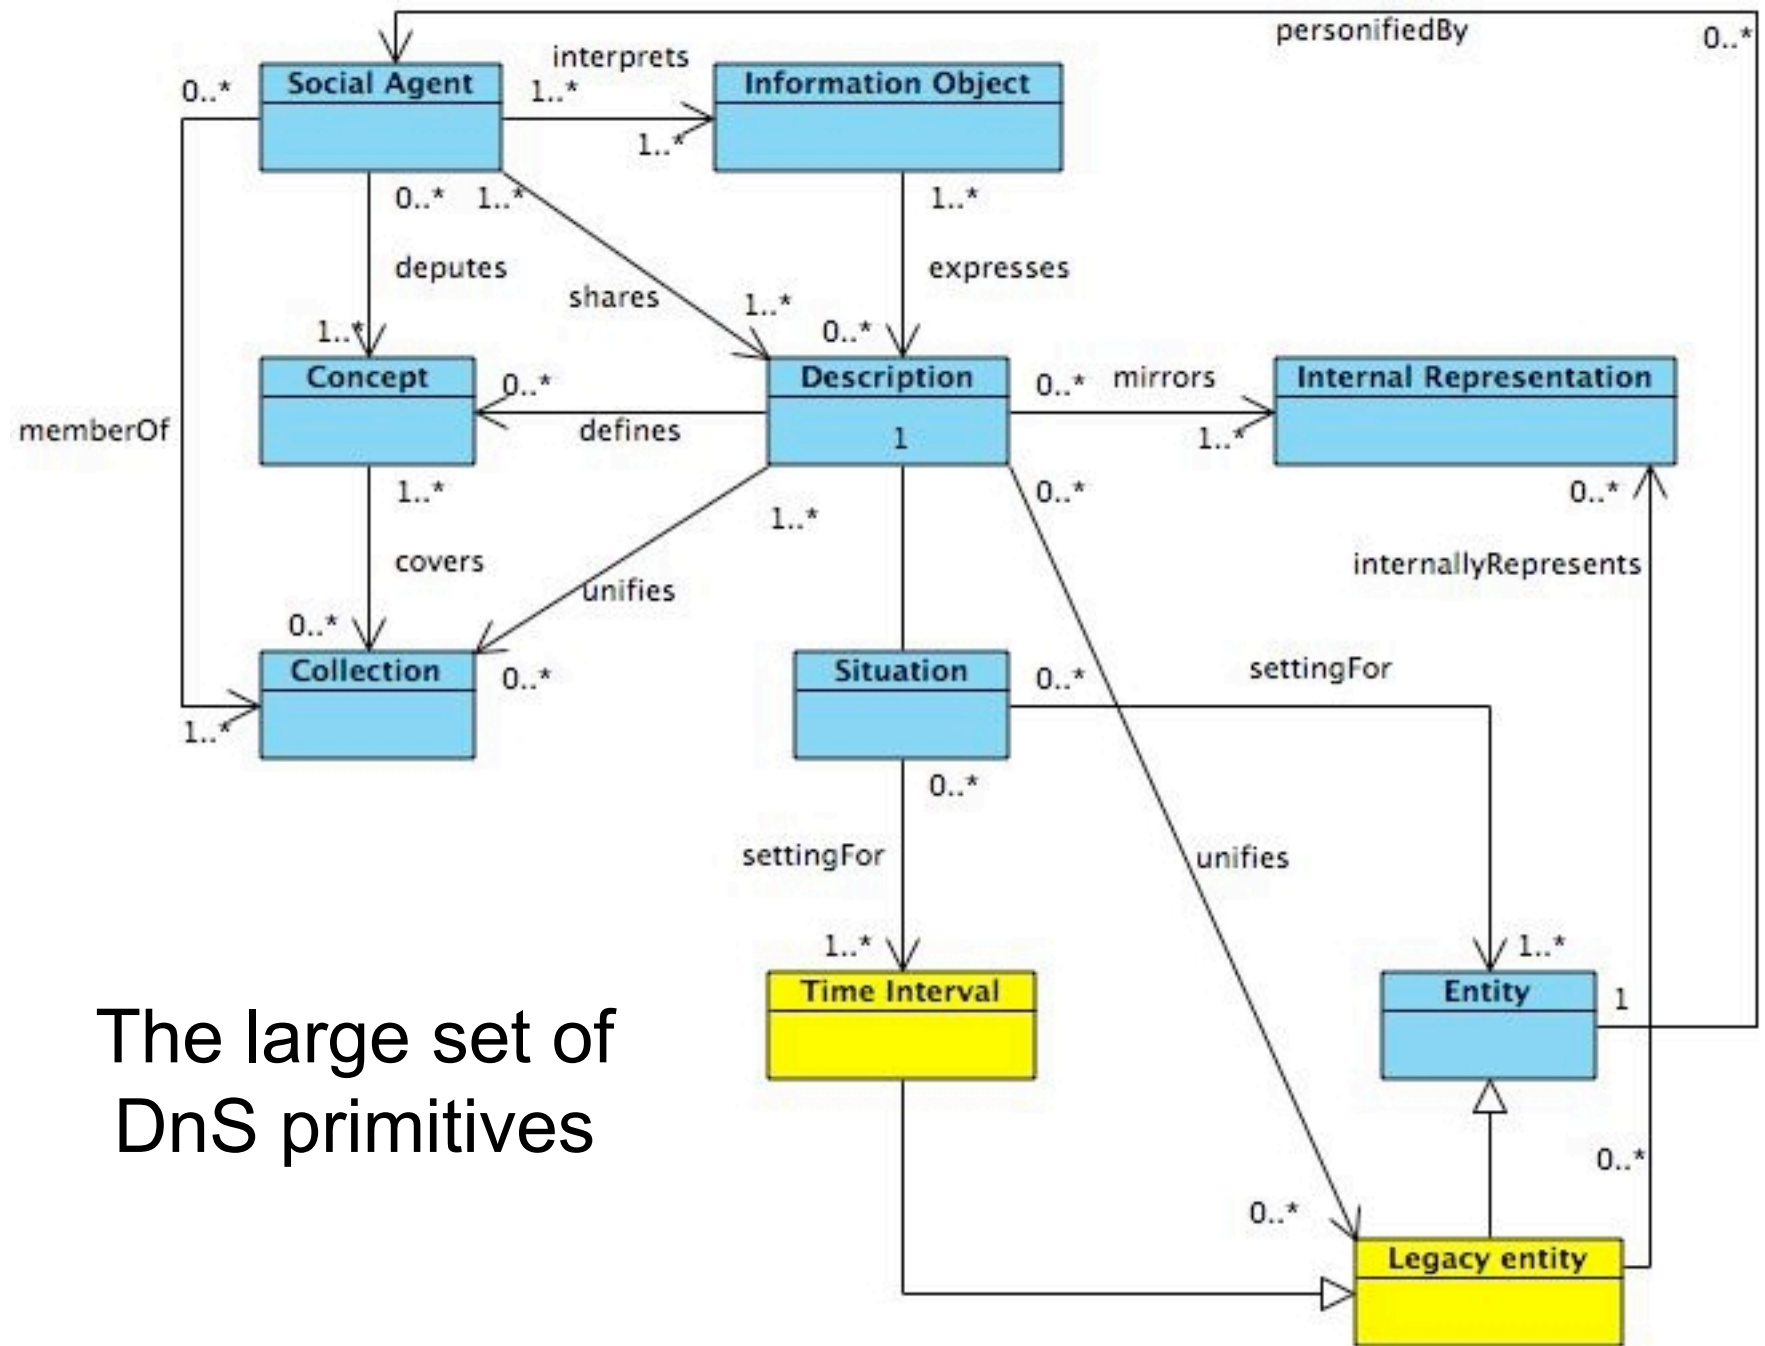 personifiedBy
0..*
interprets
0..*
Social Agent
1..*
Information Object
1..*
0..*
1..*
1..*
deputes
expresses
shares
1..*
1..*
0..*
Concept
0..*
Description
0..*
mirrors
Internal Representation
memberOf
defines
1
1..*
1..*
1..*
0..*
0..*
covers
unifies
internallyRepresents
0..*
Collection
0..*
Situation
0..*
settingFor
1..*
0..*
settingFor
unifies
1..*
1..*
Time Interval
Entity
1
The large set of
DnS primitives
0..*
0..*
Legacy entity